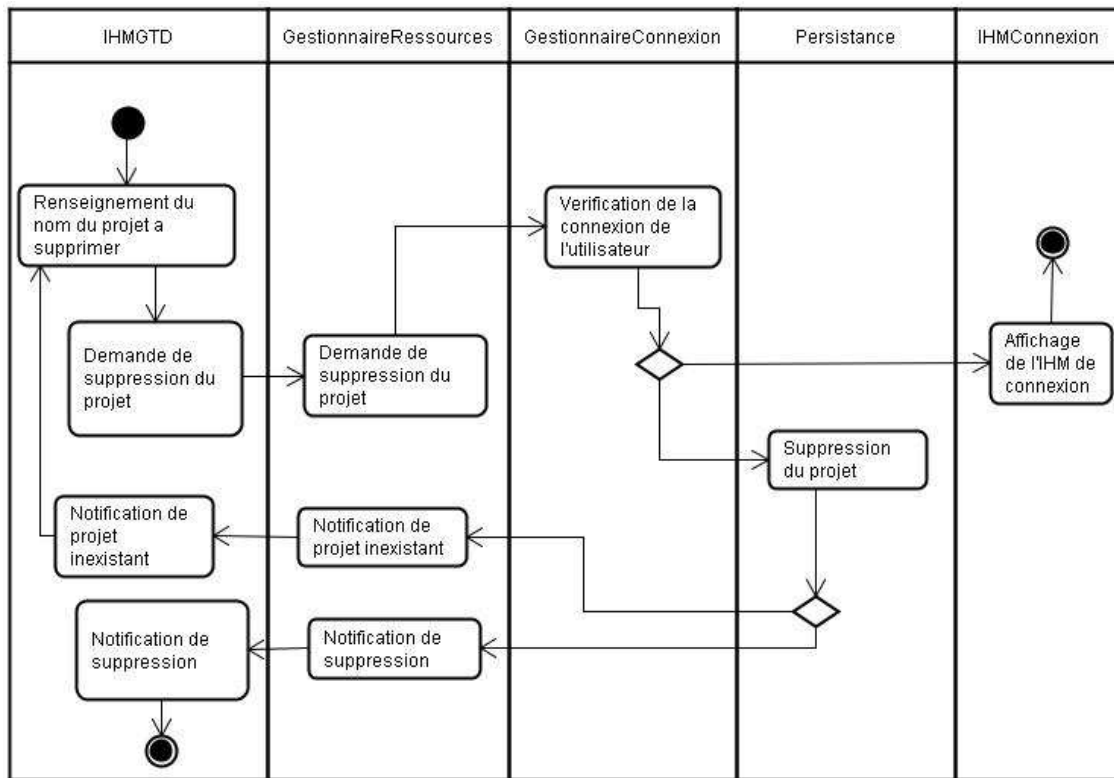 IHMGTD
GestionnaireRessources
GestionnaireConnexion
Persistance
IHMConnexion
Renseignement du
nom du projet a
supprimer
Verification de la
connexion de
l'utilisateur
Demande de
suppression du
projet
Demande de
suppression du
projet
Affichage
de l'IHM de
connexion
Suppression
du projet
Notification de
projet
inexistant
Notification de
projet inexistant
Notification de
suppression
Notification de
suppression